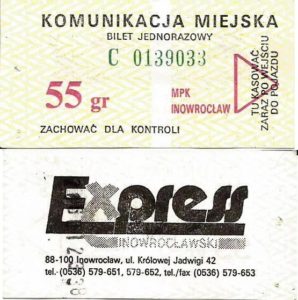 KOMUNIKACJA MIEJSKA
BILET JEDNORAZOWY
C 0139033
55 gr
MPK
INOWROCŁAW
TU KASOWAĆ
ZARAZ PO WEJŚCIU
DO POJAZDU
ZACHOWAĆ DLA KONTROLI
Express
INOWROCŁAWSKI
88-100 Inowrocław, ul. Królowej Jadwigi 42
tel. (0536) 579-651, 579-652, tel./fax (0536) 579-653